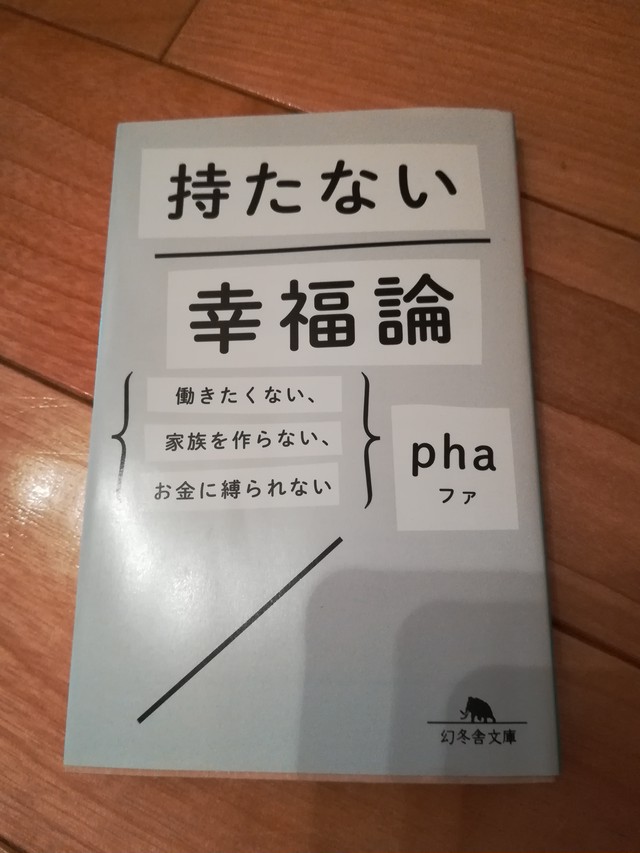 持たない
幸福論
働きたくない、
家族を作らない、
お金に縛られない
pha
ファ
幻冬舎文庫